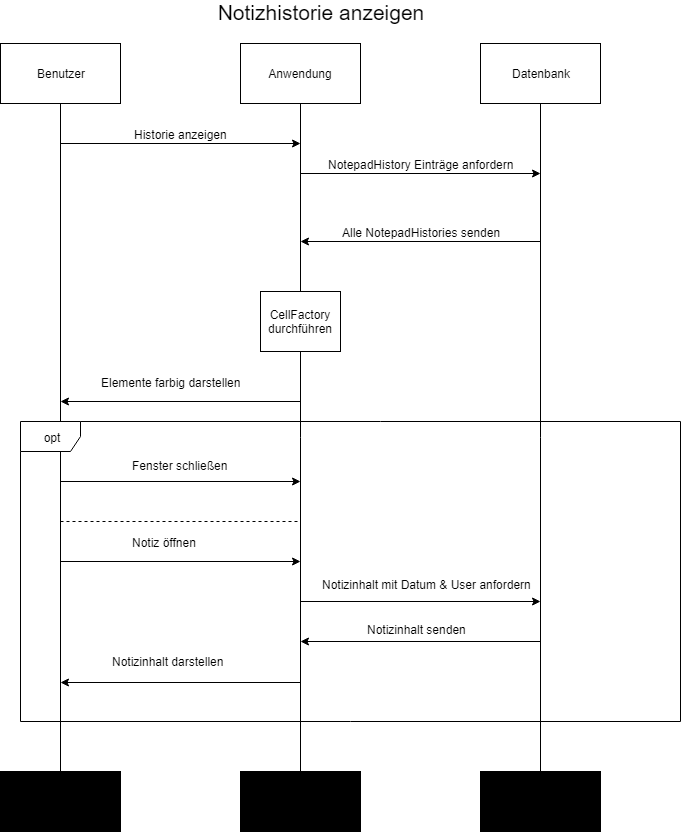 Notizhistorie anzeigen
Benutzer
Anwendung
Datenbank
Historie anzeigen
NotepadHistory Einträge anfordern
Alle NotepadHistories senden
CellFactory
durchführen
Elemente farbig darstellen
opt
Fenster schließen
Notiz öffnen
Notizinhalt mit Datum & User anfordern
Notizinhalt senden
Notizinhalt darstellen